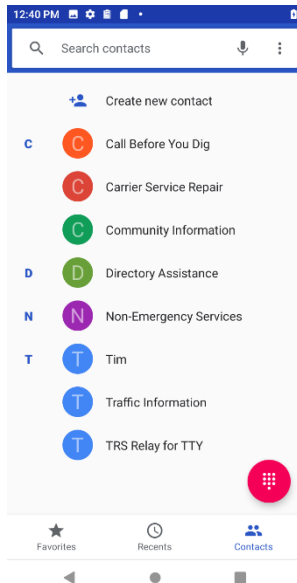 12:40 PM
Search contacts
Create new contact
C
C
Call Before You Dig
C
Carrier Service Repair
C
Community Information
D
D
Directory Assistance
N
N
Non-Emergency Services
T
T
Tim
T
Traffic Information
T
TRS Relay for TTY
Favorites
Recents
Contacts